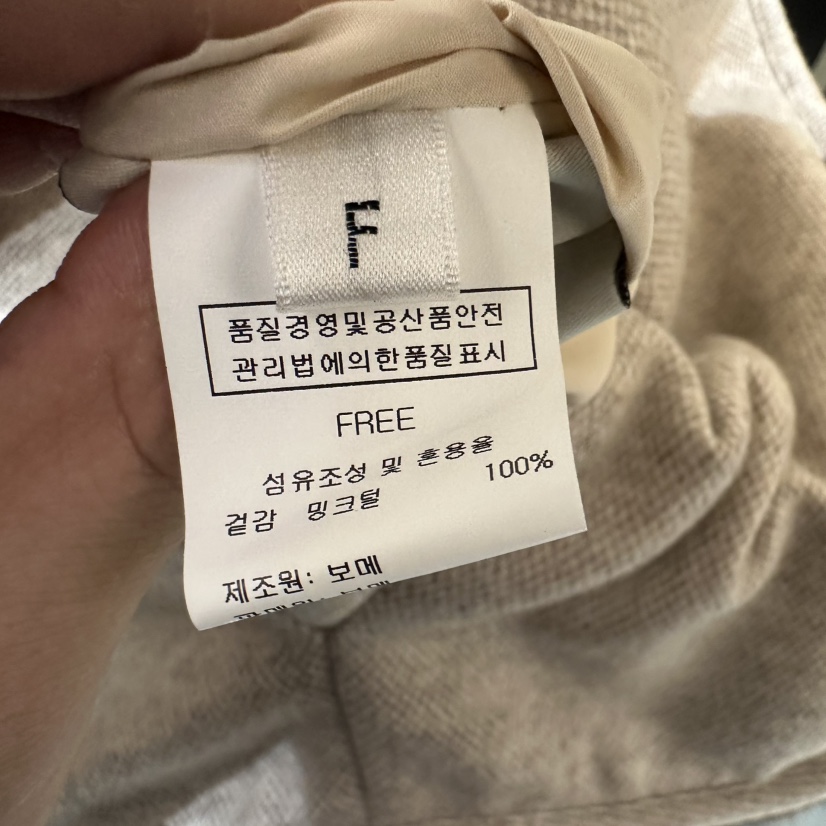 F
품질경영및공산품안전
관리법에의한품질표시
FREE
섬유조성 및 혼용율
겉감 밍크털 100%
제조원: 보메